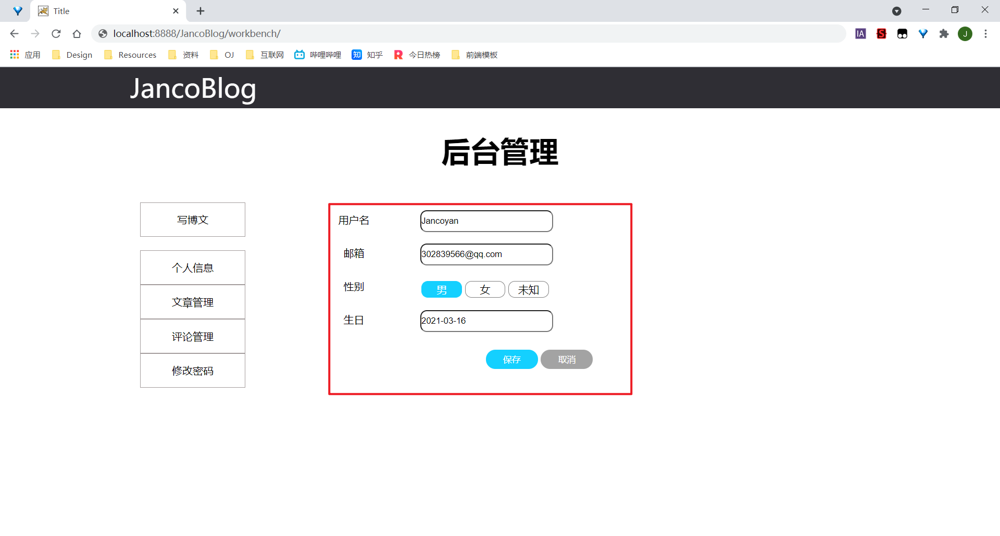 Title
localhost:8888/JancoBlog/workbench/
IA
S
J
应用 Design Resources 资料 OJ 互联网 哔哩哔哩 知 知乎 R 今日热榜 前端模板
JancoBlog
后台管理
写博文
个人信息
文章管理
评论管理
修改密码
用户名 Jancoyan
邮箱 302839566@qq.com
性别 男 女 未知
生日 2021-03-16
保存 取消